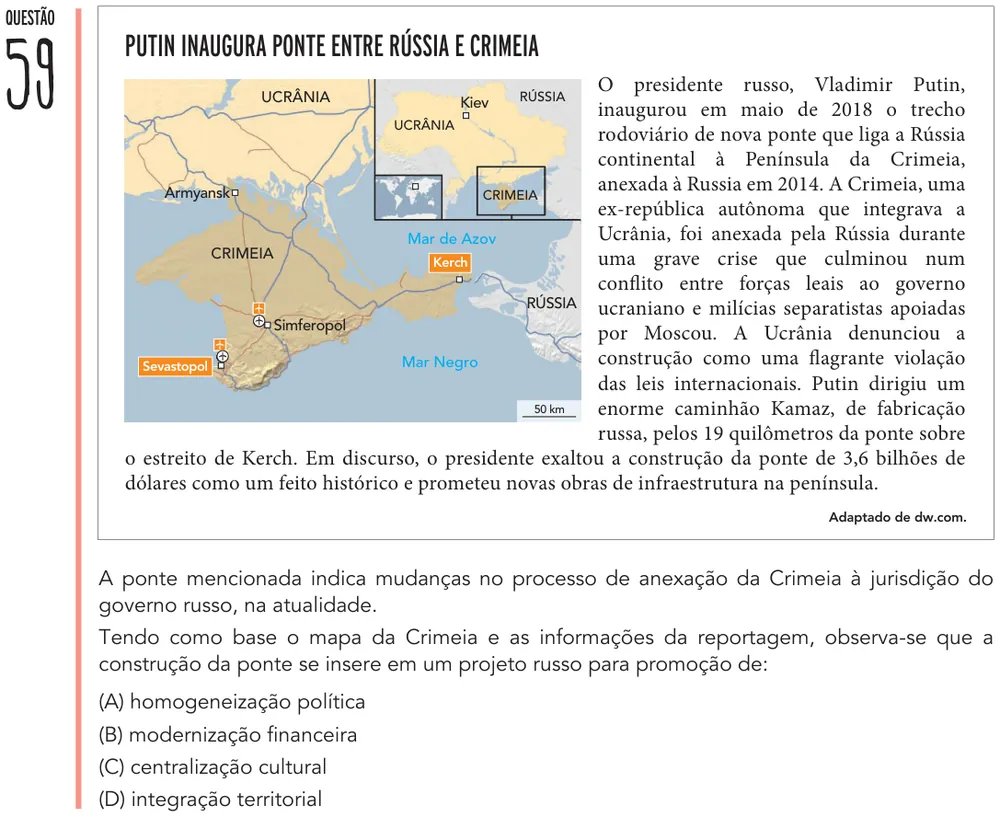 QUESTÃO
59
PUTIN INAUGURA PONTE ENTRE RÚSSIA E CRIMEIA
UCRÂNIA
Kiev
RÚSSIA
UCRÂNIA
CRIMEIA
Armyansk
Mar de Azov
CRIMEIA
Kerch
RÚSSIA
Simferopol
Sevastopol
Mar Negro
50 km
O presidente russo, Vladimir Putin,
inaugurou em maio de 2018 o trecho
rodoviário de nova ponte que liga a Rússia
continental à Península da Crimeia,
anexada à Russia em 2014. A Crimeia, uma
ex-república autônoma que integrava a
Ucrânia, foi anexada pela Rússia durante
uma grave crise que culminou num
conflito entre forças leais ao governo
ucraniano e milícias separatistas apoiadas
por Moscou. A Ucrânia denunciou a
construção como uma flagrante violação
das leis internacionais. Putin dirigiu um
enorme caminhão Kamaz, de fabricação
russa, pelos 19 quilômetros da ponte sobre
o estreito de Kerch. Em discurso, o presidente exaltou a construção da ponte de 3,6 bilhões de
dólares como um feito histórico e prometeu novas obras de infraestrutura na península.
Adaptado de dw.com.
A ponte mencionada indica mudanças no processo de anexação da Crimeia à jurisdição do
governo russo, na atualidade.
Tendo como base o mapa da Crimeia e as informações da reportagem, observa-se que a
construção da ponte se insere em um projeto russo para promoção de:
(A) homogeneização política
(B) modernização financeira
(C) centralização cultural
(D) integração territorial